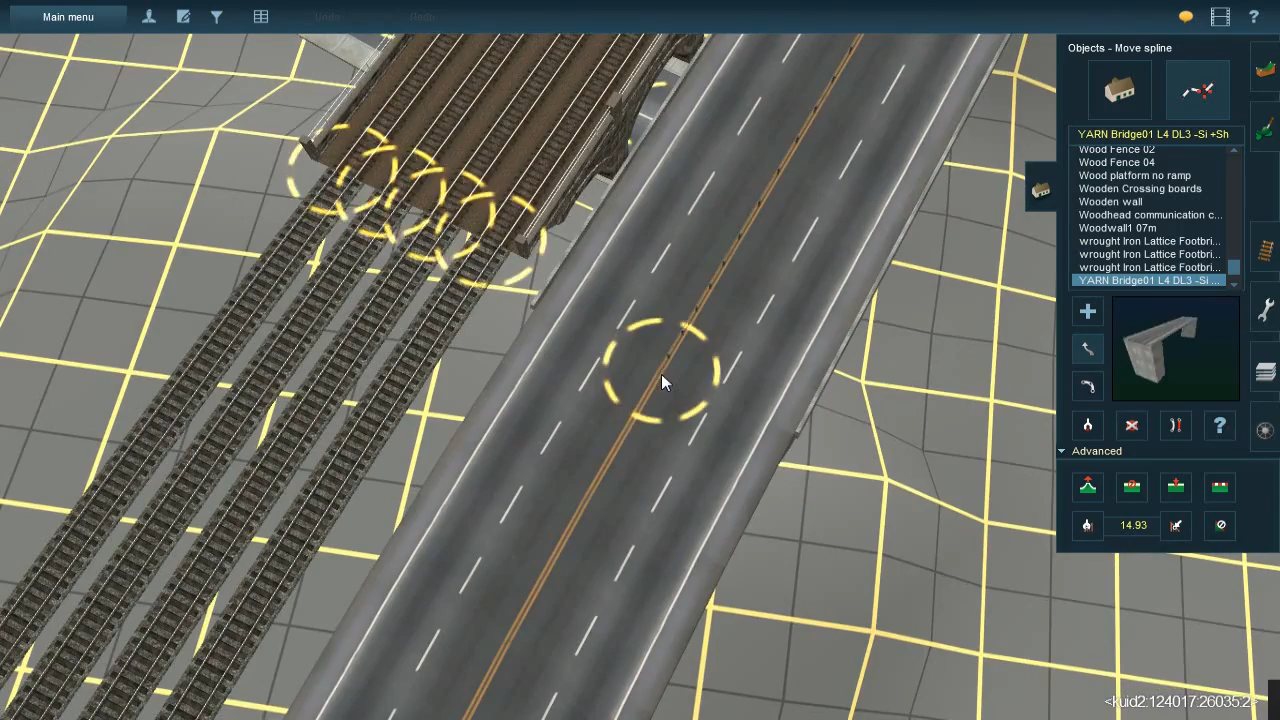 Main menu
Undo
Redo
?
Objects - Move spline
YARN Bridge01 L4 DL3 -Si +Sh
Wood Fence 02
Wood Fence 04
Wood platform no ramp
Wooden Crossing boards
Wooden wall
Woodhead communication c...
Woodwall1 07m
wrought Iron Lattice Footbri...
wrought Iron Lattice Footbri...
wrought Iron Lattice Footbri...
YARN Bridge01 L4 DL3 -Si ...
?
Advanced
14.93
<kuid2:124017:26035:2>